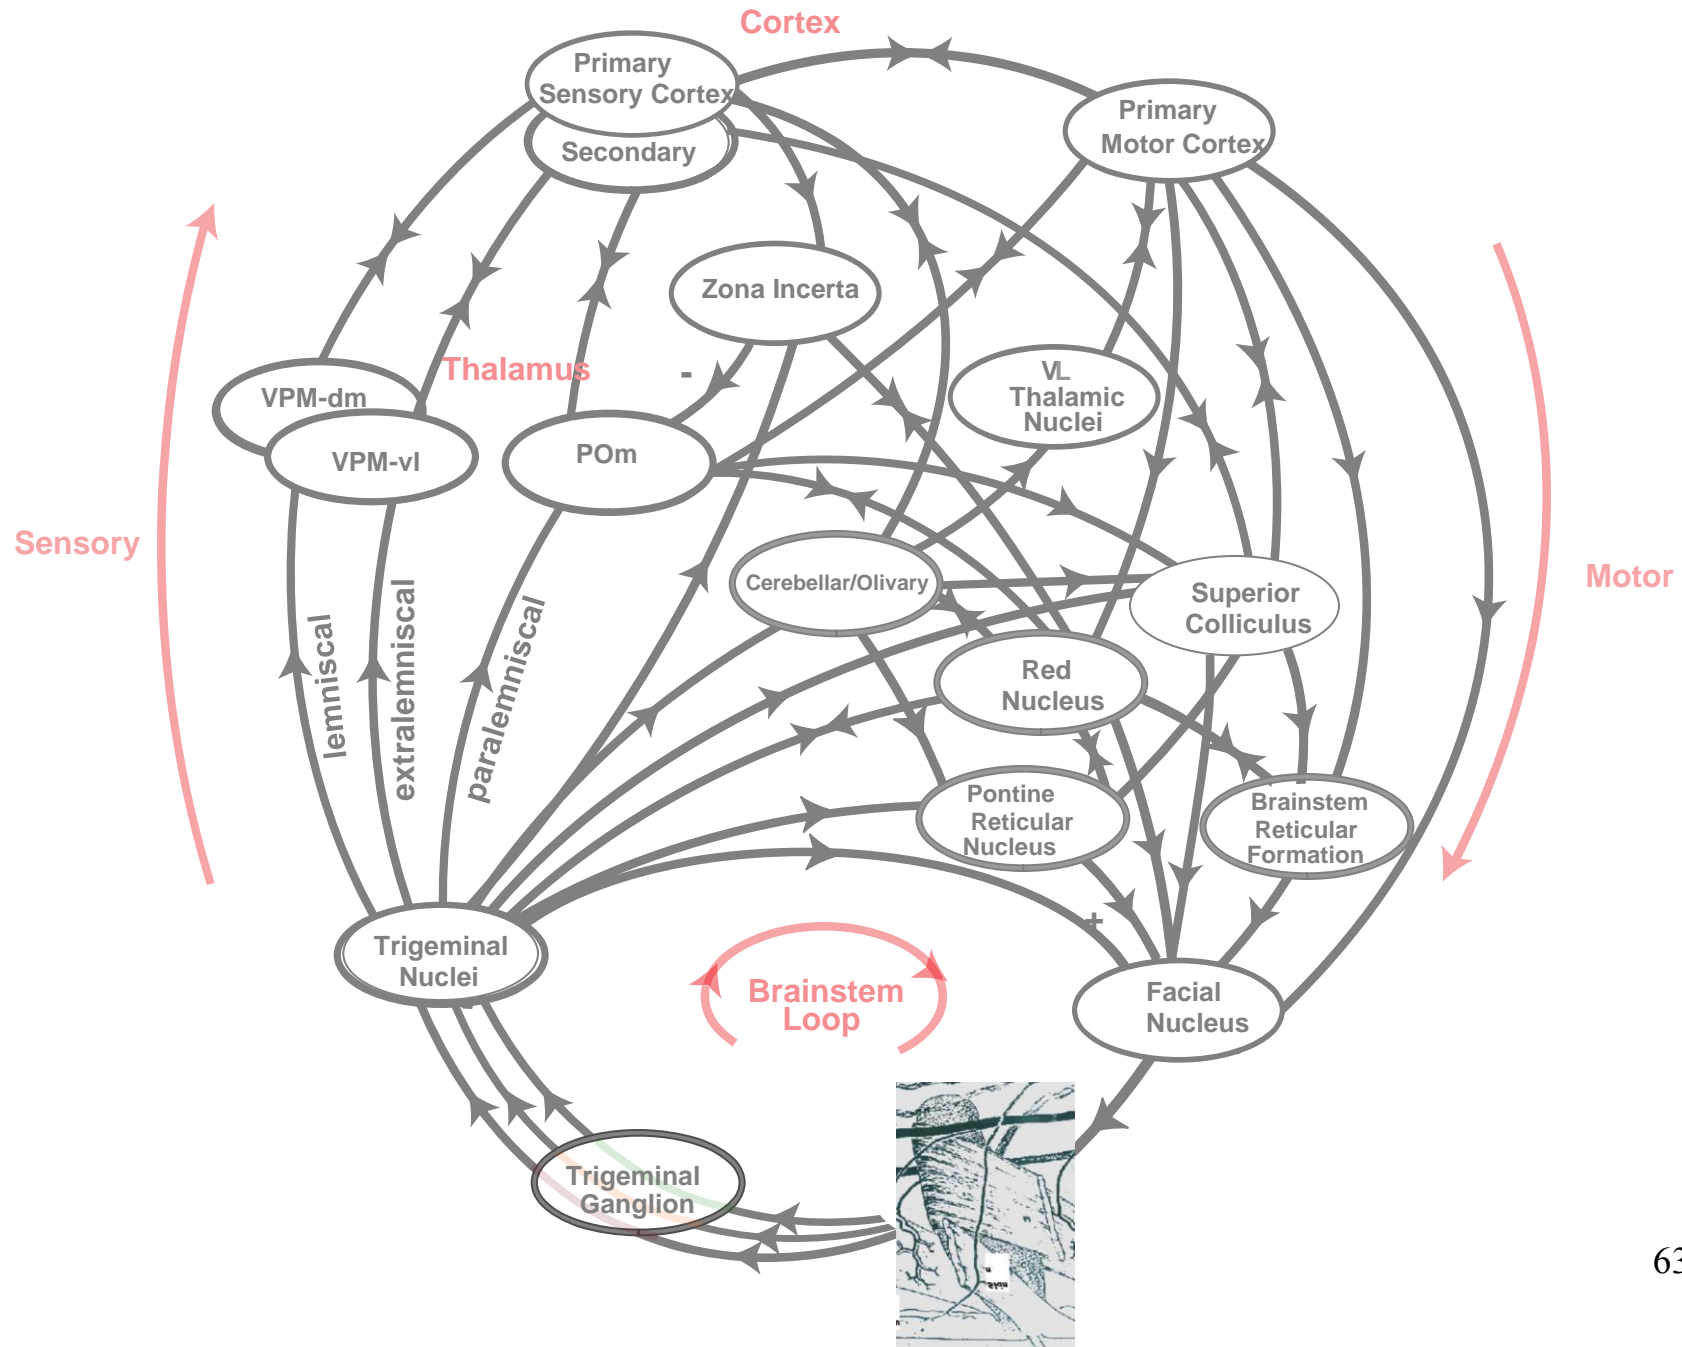 Cortex
Primary
Sensory Cortex
Secondary
Primary
Motor Cortex
Zona Incerta
Thalamus
-
VPM-dm
VPM-vl
POm
VL
Thalamic
Nuclei
Sensory
Motor
Cerebellar/Olivary
Superior
Colliculus
lemniscal
extralemniscal
paralemniscal
Red
Nucleus
Pontine
Reticular
Nucleus
Brainstem
Reticular
Formation
+
Trigeminal
Nuclei
Brainstem
Loop
Facial
Nucleus
Trigeminal
Ganglion
Skin
63